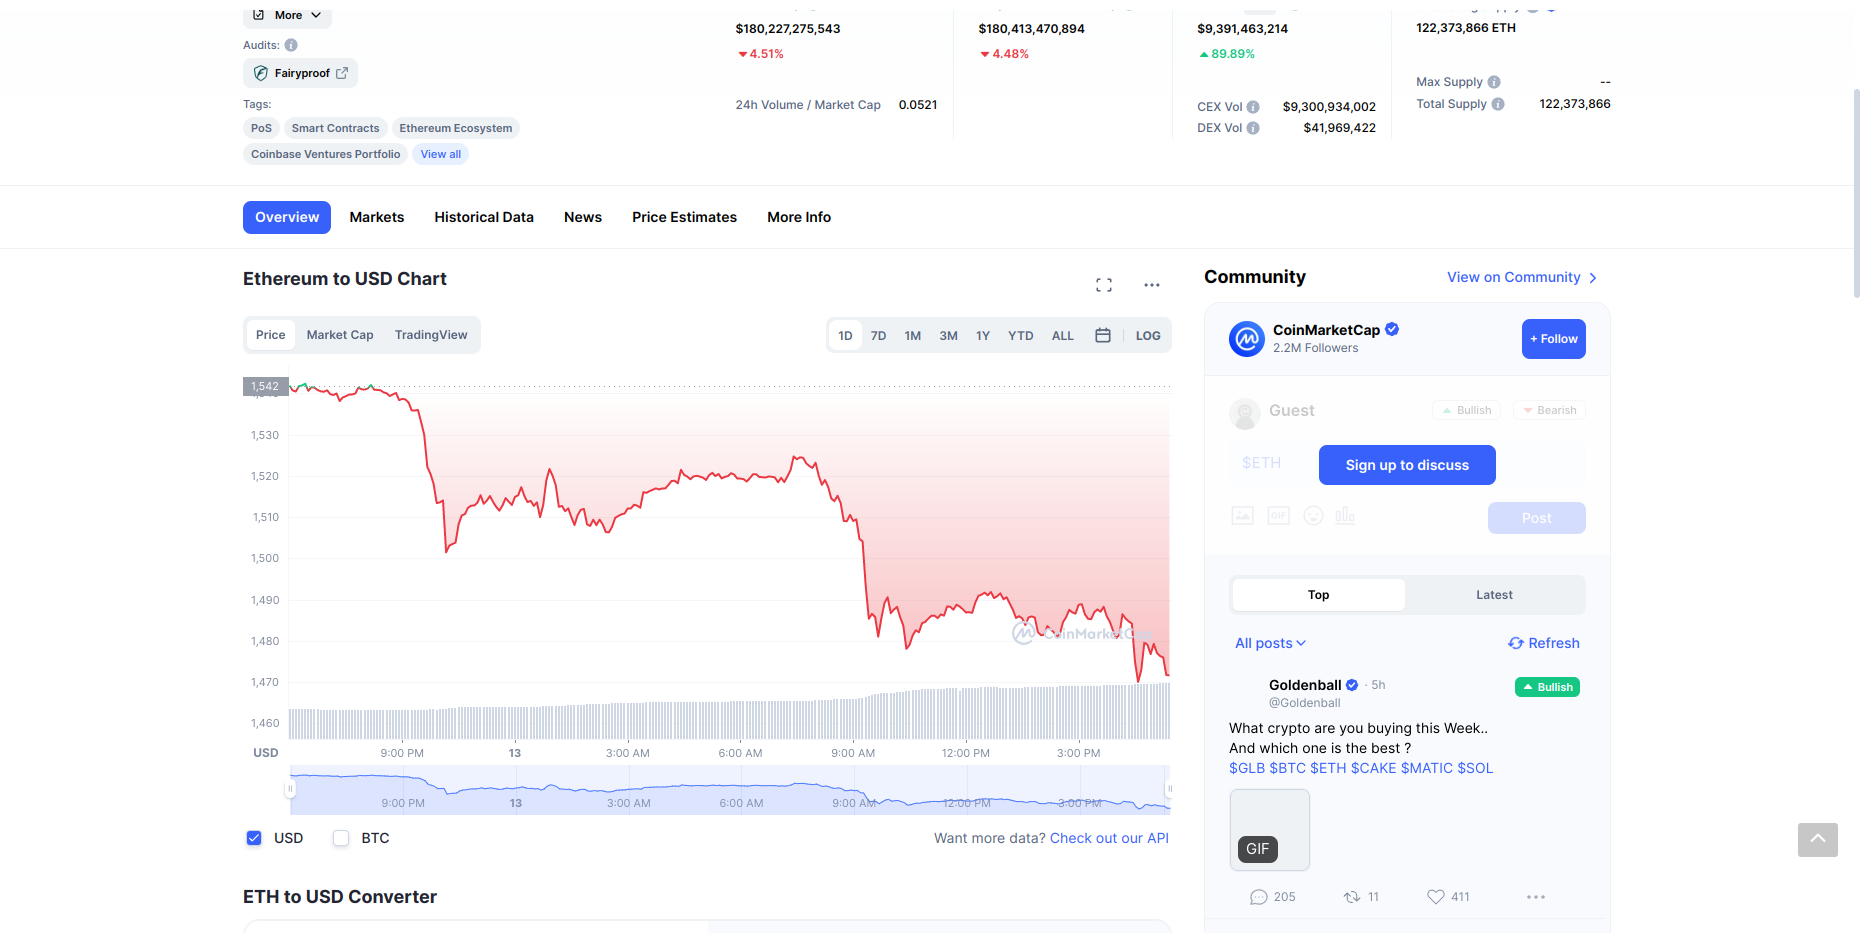 More
Audits:
Fairyproof
Tags:
PoS Smart Contracts Ethereum Ecosystem
Coinbase Ventures Portfolio View all
$180,227,275,543
4.51%
24h Volume / Market Cap 0.0521
$180,413,470,894
4.48%
$9,391,463,214
89.89%
CEX Vol $9,300,934,002
DEX Vol $41,969,422
122,373,866 ETH
Max Supply --
Total Supply 122,373,866
Overview Markets Historical Data News Price Estimates More Info
Ethereum to USD Chart
Price Market Cap TradingView
1D 7D 1M 3M 1Y YTD ALL LOG
1,542
1,530
1,520
1,510
1,500
1,490
1,480
1,470
1,460
CoinMarketCap
USD 9:00 PM 13 3:00 AM 6:00 AM 9:00 AM 12:00 PM 3:00 PM
9:00 PM 13 3:00 AM 6:00 AM 9:00 AM 12:00 PM 3:00 PM
USD BTC
Want more data? Check out our API
ETH to USD Converter
Community View on Community
CoinMarketCap
2.2M Followers
+ Follow
Guest Bullish Bearish
$ETH
Sign up to discuss
GIF
Post
Top Latest
All posts Refresh
Goldenball · 5h
@Goldenball
Bullish
What crypto are you buying this Week..
And which one is the best ?
$GLB $BTC $ETH $CAKE $MATIC $SOL
GIF
205 11 411